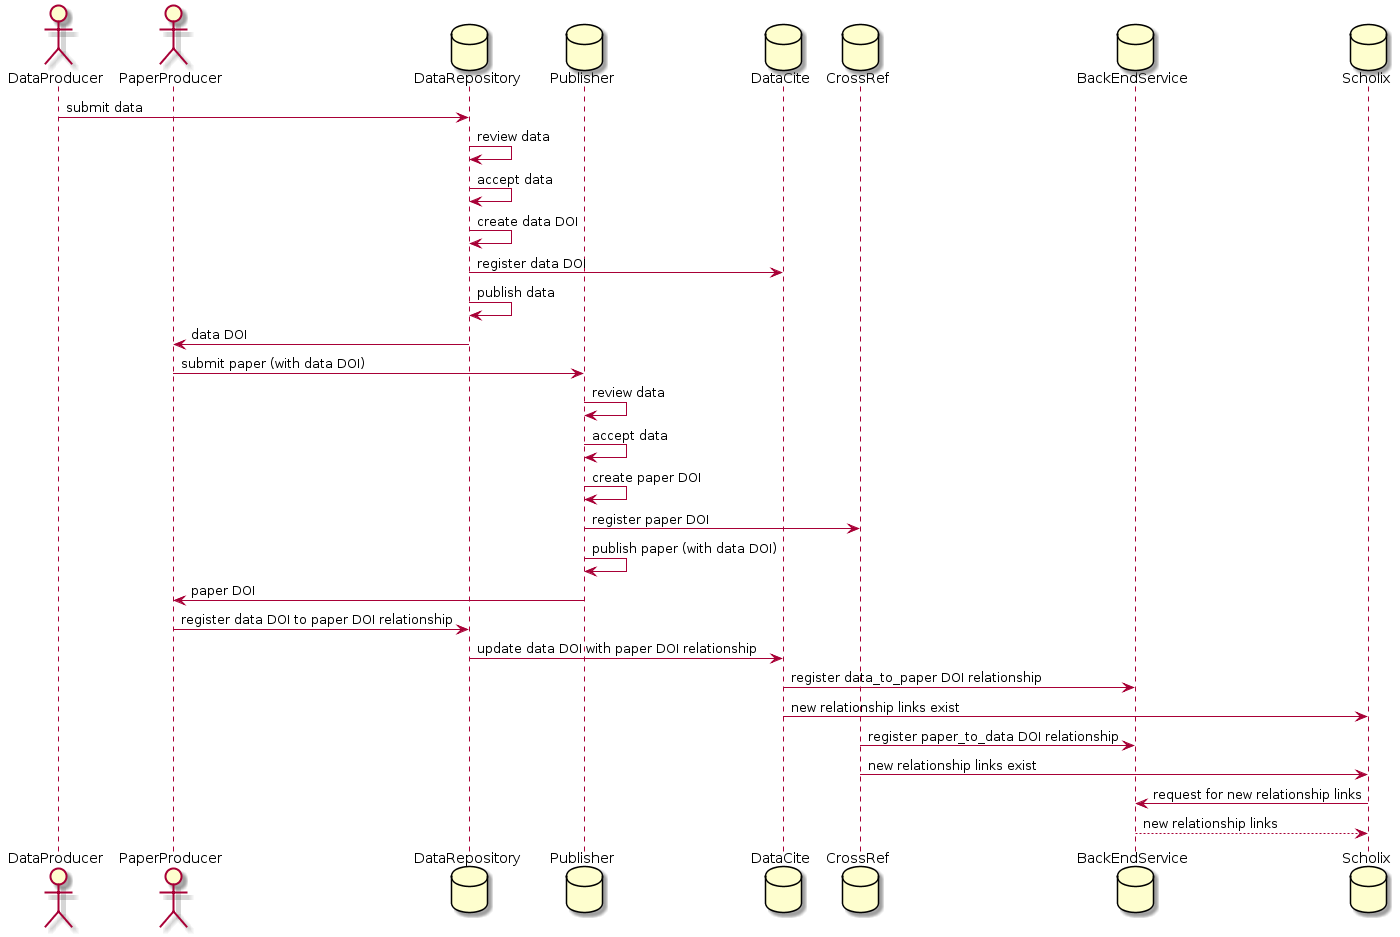 DataProducer PaperProducer DataRepository Publisher DataCite CrossRef BackEndService Scholix
submit data
review data
accept data
create data DOI
register data DOI
publish data
data DOI
submit paper (with data DOI)
review data
accept data
create paper DOI
register paper DOI
publish paper (with data DOI)
paper DOI
register data DOI to paper DOI relationship
update data DOI with paper DOI relationship
register data_to_paper DOI relationship
new relationship links exist
register paper_to_data DOI relationship
new relationship links exist
request for new relationship links
new relationship links
DataProducer PaperProducer DataRepository Publisher DataCite CrossRef BackEndService Scholix